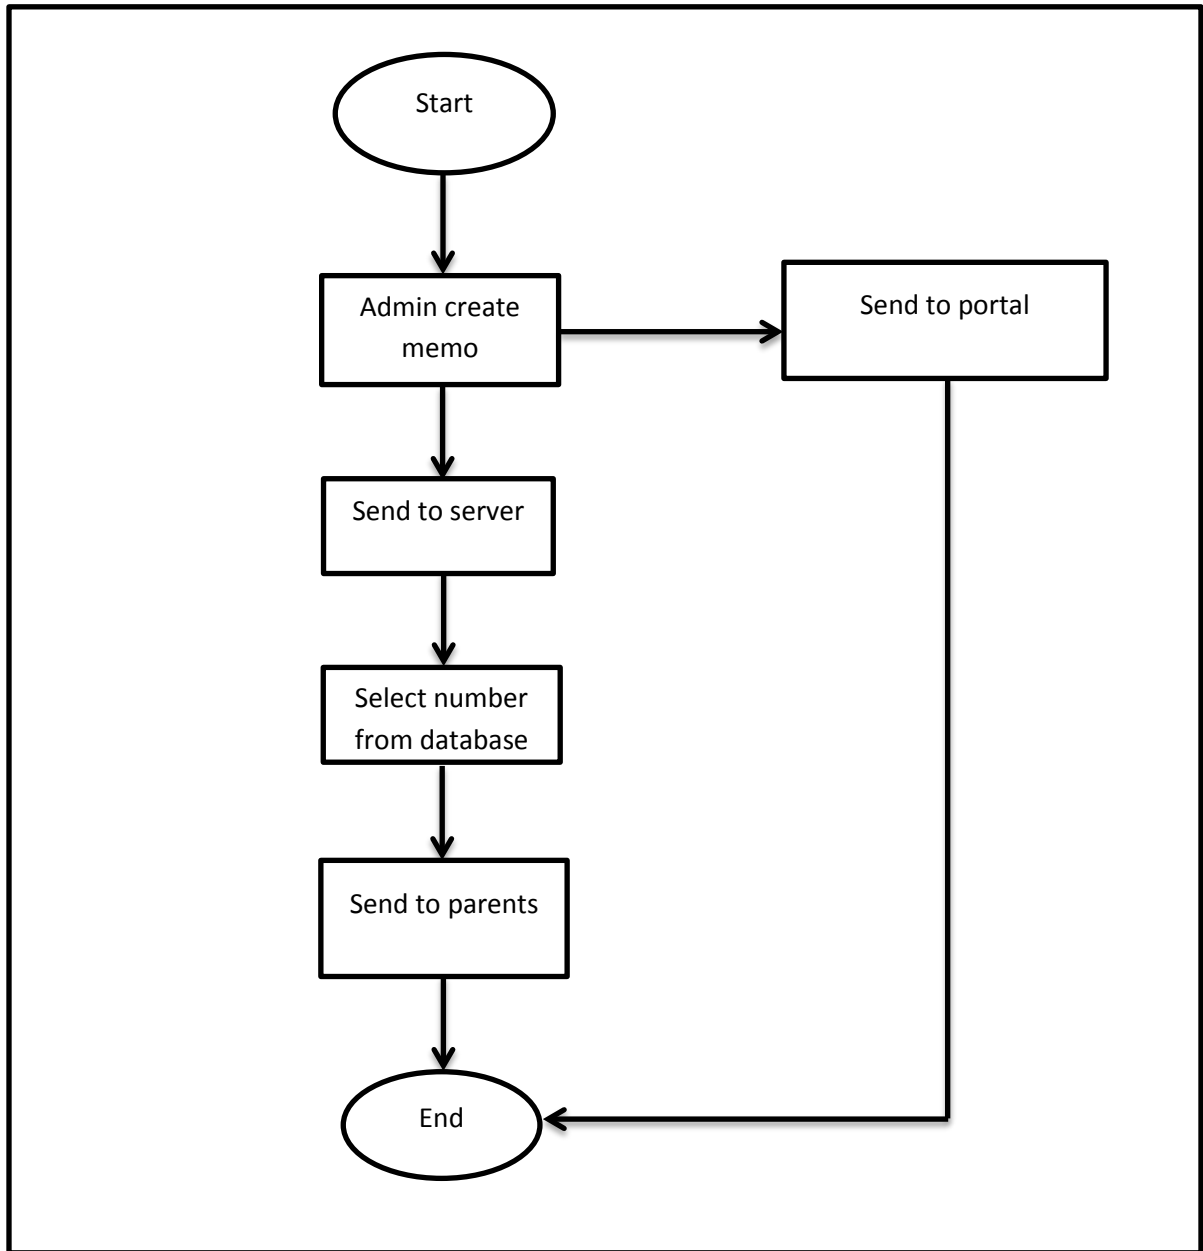 Start
Admin create
memo
Send to portal
Send to server
Select number
from database
Send to parents
End